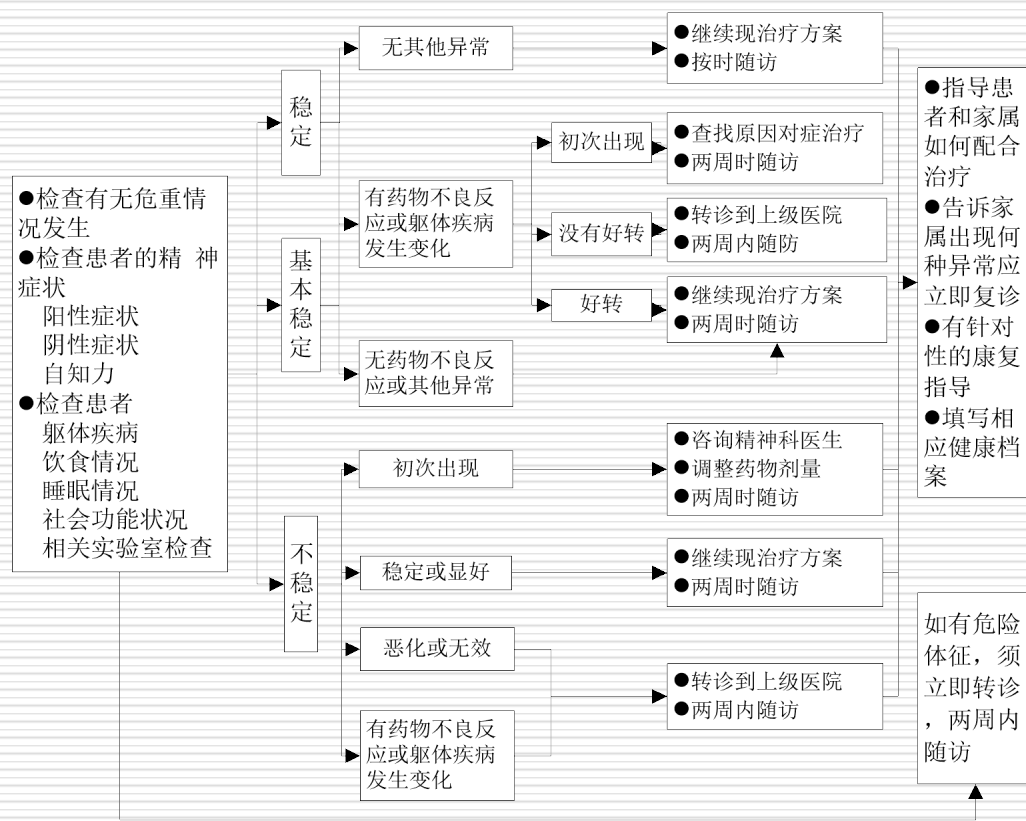 ●检查有无危重情
况发生
●检查患者的精 神
症状
阳性症状
阴性症状
自知力
●检查患者
躯体疾病
饮食情况
睡眠情况
社会功能状况
相关实验室检查
稳
定
基
本
稳
定
不
稳
定
无其他异常
有药物不良反
应或躯体疾病
发生变化
无药物不良反
应或其他异常
初次出现
稳定或显好
恶化或无效
有药物不良反
应或躯体疾病
发生变化
初次出现
没有好转
好转
●继续现治疗方案
●按时随访
●查找原因对症治疗
●两周时随访
●转诊到上级医院
●两周内随防
●继续现治疗方案
●两周时随访
●咨询精神科医生
●调整药物剂量
●两周时随访
●继续现治疗方案
●两周时随访
●转诊到上级医院
●两周内随访
●指导患
者和家属
如何配合
治疗
●告诉家
属出现何
种异常应
立即复诊
●有针对
性的康复
指导
●填写相
应健康档
案
如有危险
体征，须
立即转诊
，两周内
随访